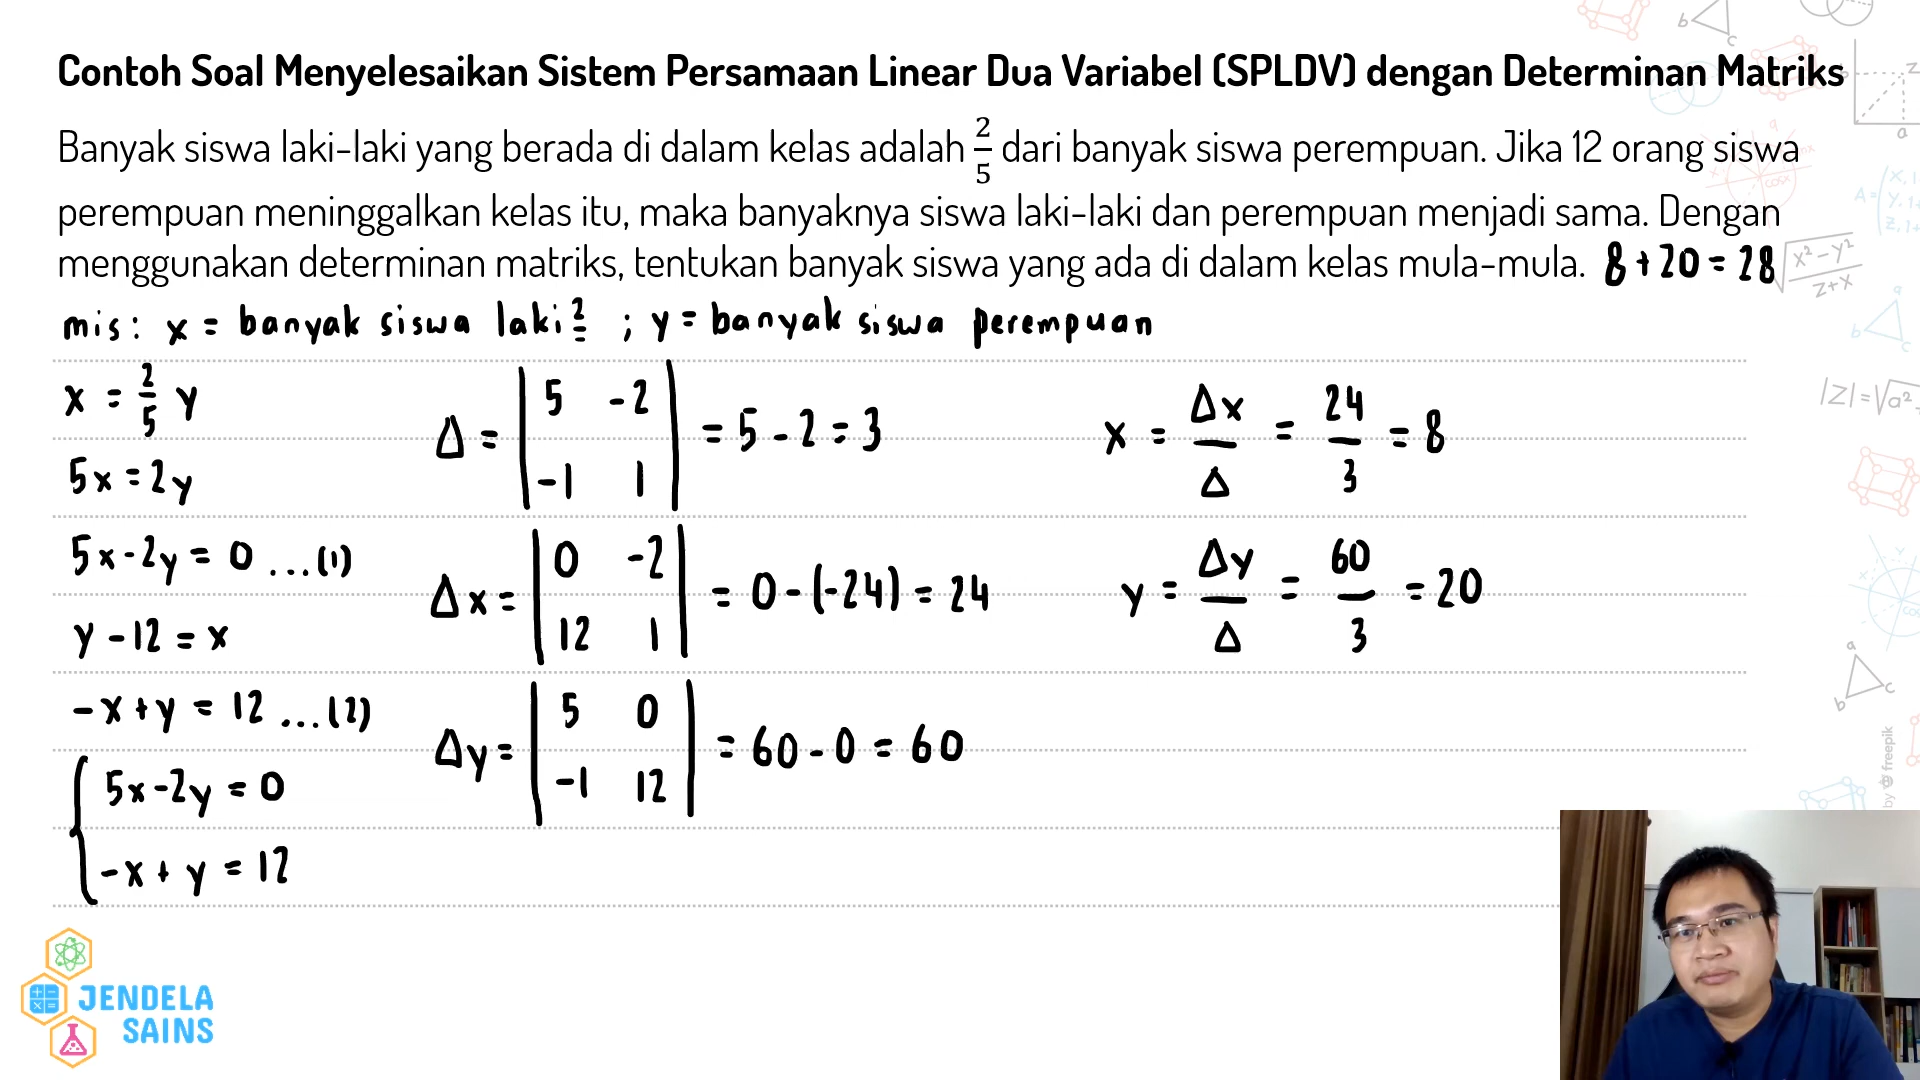 Contoh Soal Menyelesaikan Sistem Persamaan Linear Dua Variabel (SPLDV) dengan Determinan Matriks
Banyak siswa laki-laki yang berada di dalam kelas adalah 2/5 dari banyak siswa perempuan. Jika 12 orang siswa
perempuan meninggalkan kelas itu, maka banyaknya siswa laki-laki dan perempuan menjadi sama. Dengan
menggunakan determinan matriks, tentukan banyak siswa yang ada di dalam kelas mula-mula. 8 + 20 = 28
mis: x = banyak siswa laki² ; y = banyak siswa perempuan
x = 2/5 y
5x = 2y
5x - 2y = 0 ...(1)
y - 12 = x
-x + y = 12 ...(2)
5x - 2y = 0
-x + y = 12
Δ = | 5 -2 | = 5 - 2 = 3
| -1 1 |
Δx = | 0 -2 | = 0 - (-24) = 24
| 12 1 |
Δy = | 5 0 | = 60 - 0 = 60
| -1 12 |
x = Δx/Δ = 24/3 = 8
y = Δy/Δ = 60/3 = 20
JENDELA
SAINS
by freepik
√ x²-y² / z+x
|Z| = √a²